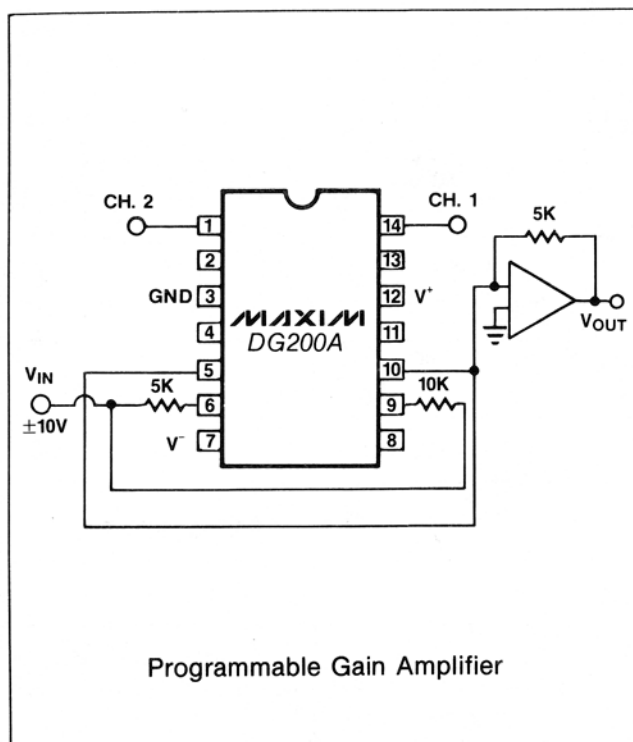 CH. 2
CH. 1
1
14
5K
2
13
GND
3
12
V+
MAXIM
DG200A
4
11
VOUT
5
10
VIN
5K
10K
6
9
±10V
V-
7
8
Programmable Gain Amplifier